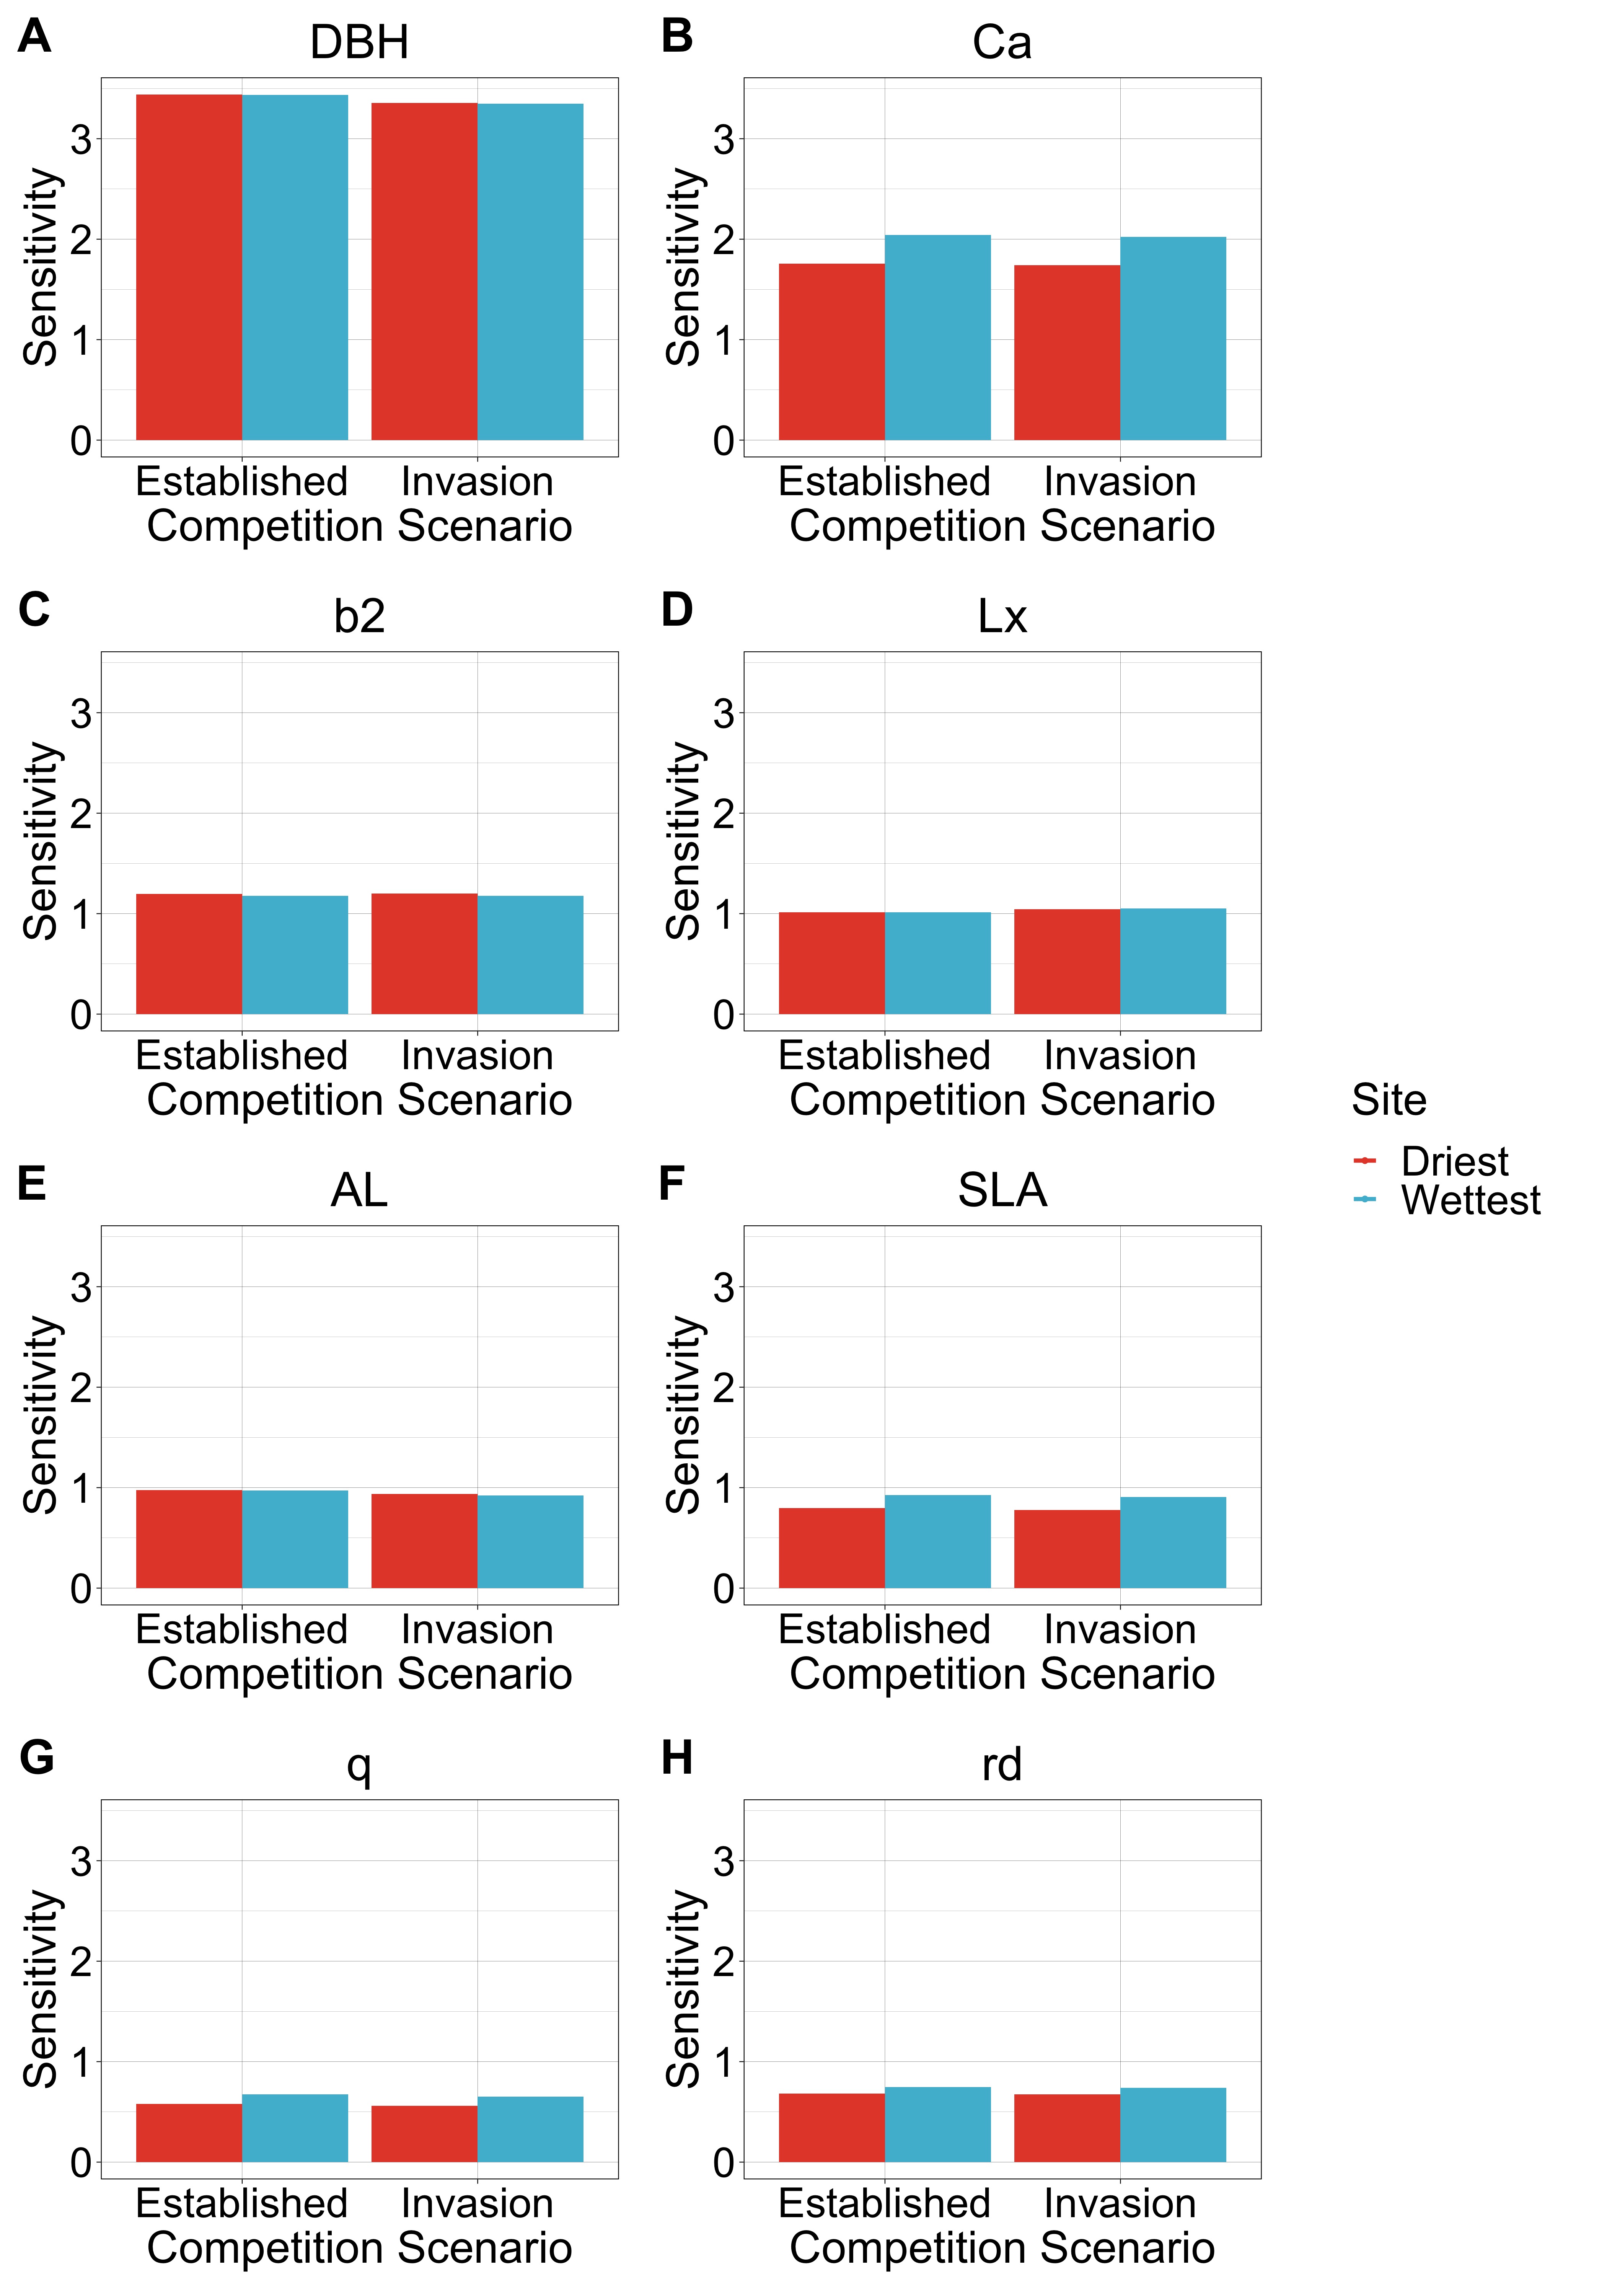 A
DBH
Sensitivity
3
2
1
0
Established
Invasion
Competition Scenario
B
Ca
Sensitivity
3
2
1
0
Established
Invasion
Competition Scenario
C
b2
Sensitivity
3
2
1
0
Established
Invasion
Competition Scenario
D
Lx
Sensitivity
3
2
1
0
Established
Invasion
Competition Scenario
Site
Driest
Wettest
E
AL
Sensitivity
3
2
1
0
Established
Invasion
Competition Scenario
F
SLA
Sensitivity
3
2
1
0
Established
Invasion
Competition Scenario
G
q
Sensitivity
3
2
1
0
Established
Invasion
Competition Scenario
H
rd
Sensitivity
3
2
1
0
Established
Invasion
Competition Scenario